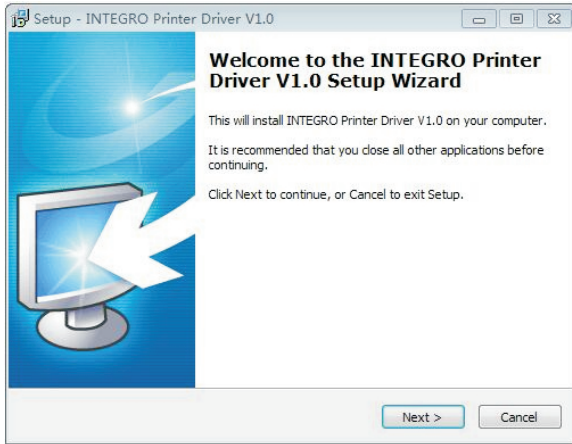 Setup - INTEGRO Printer Driver V1.0
Welcome to the INTEGRO Printer
Driver V1.0 Setup Wizard
This will install INTEGRO Printer Driver V1.0 on your computer.
It is recommended that you close all other applications before
continuing.
Click Next to continue, or Cancel to exit Setup.
Next >
Cancel